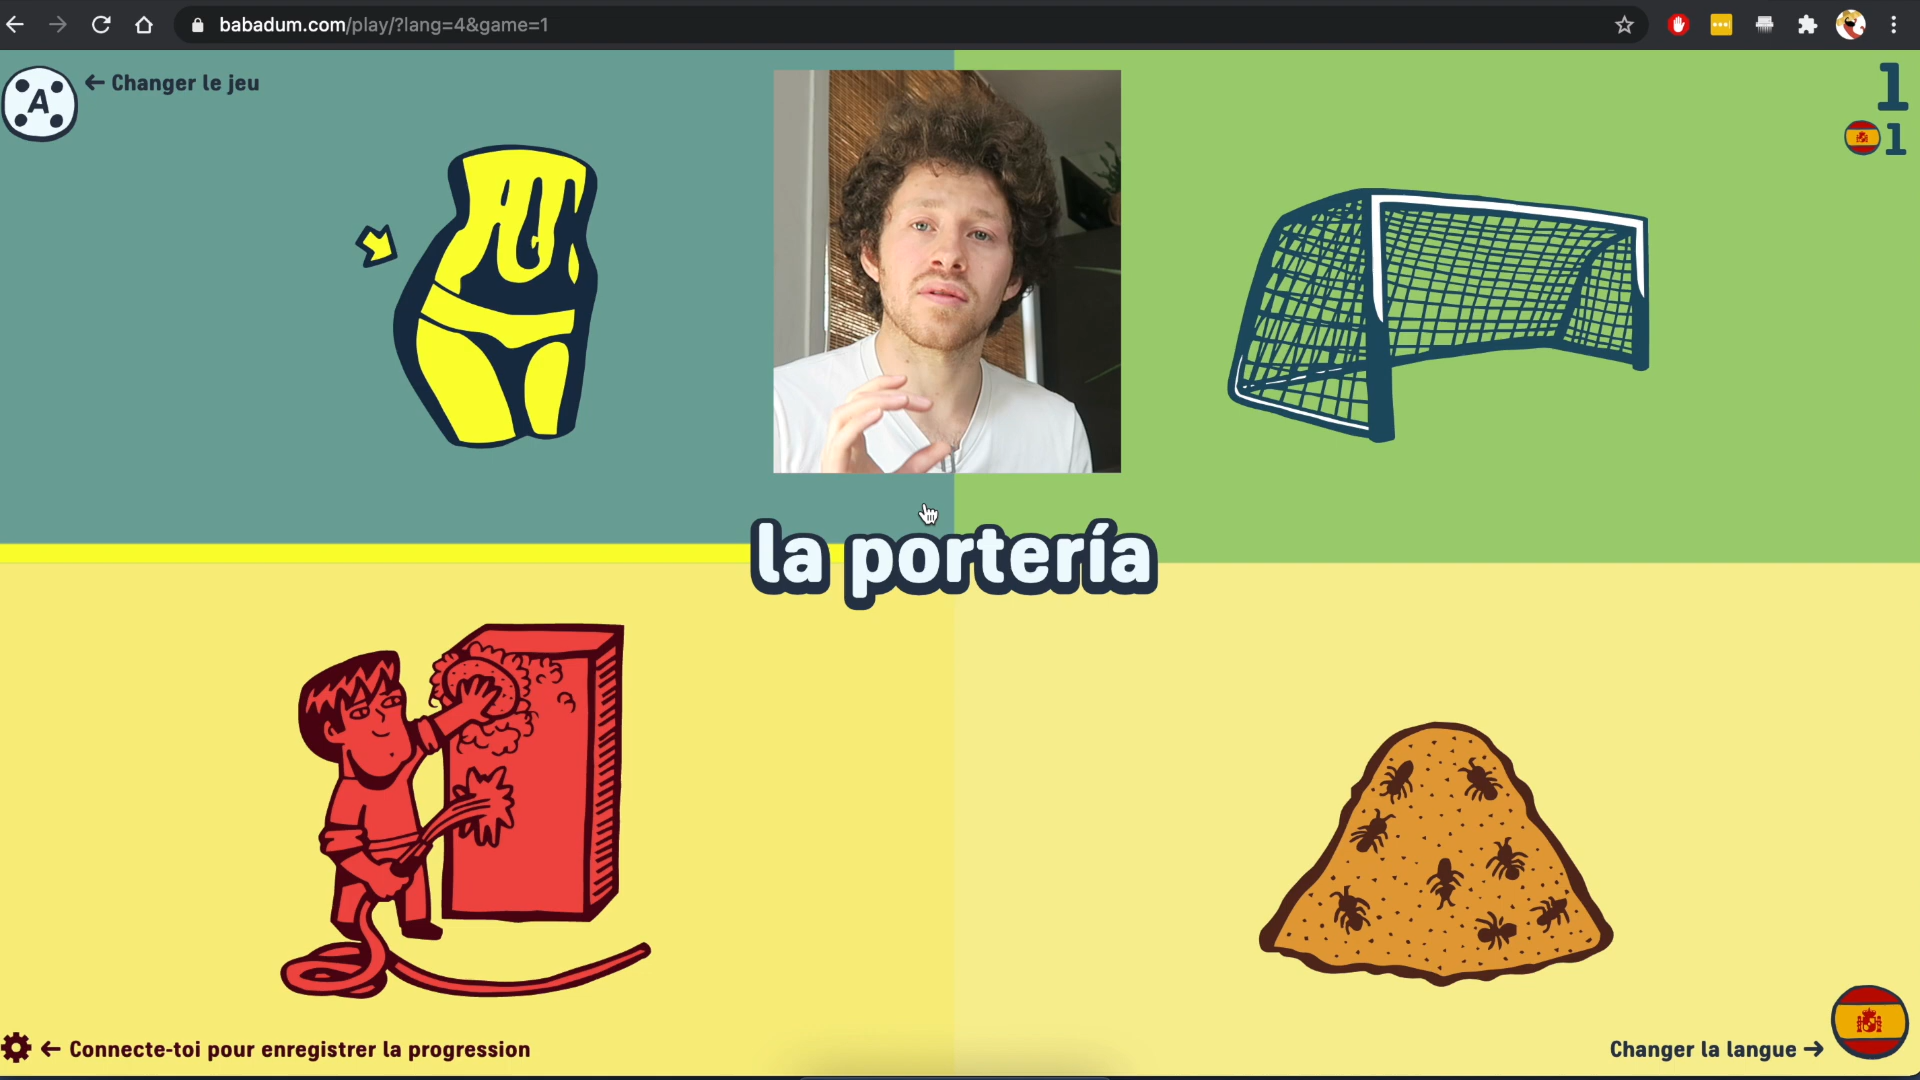 babadum.com/play/?lang=4&game=1
A
← Changer le jeu
1
1
la portería
← Connecte-toi pour enregistrer la progression
Changer la langue →